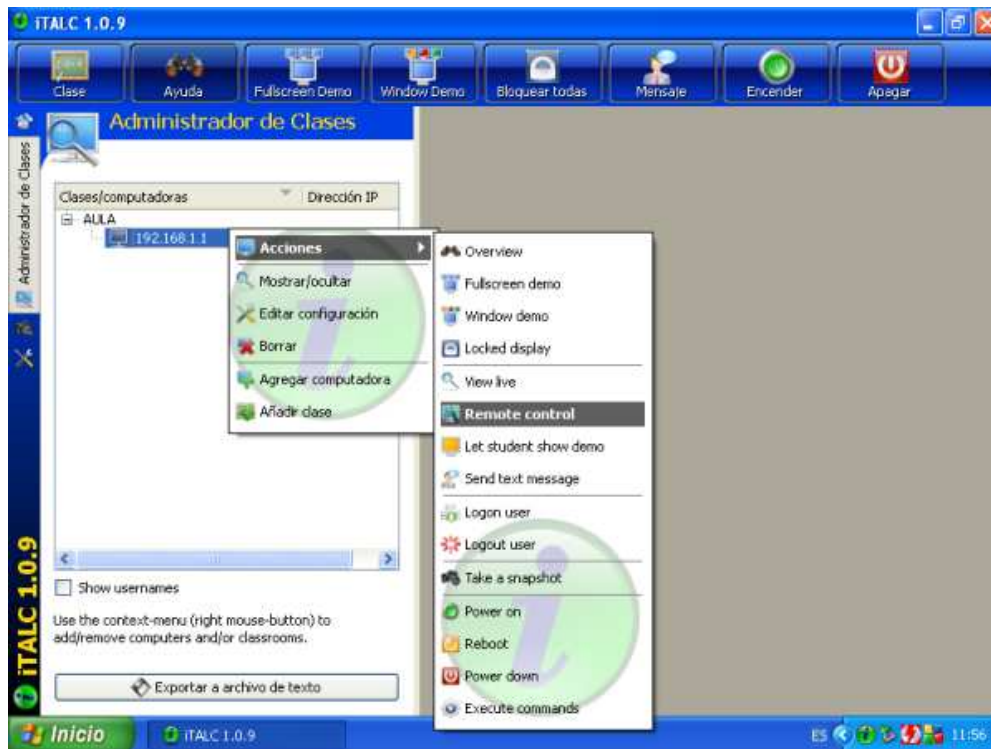 iTALC 1.0.9
Clase
Ayuda
Fullscreen Demo
Window Demo
Bloquear todas
Mensaje
Encender
Apagar
Administrador de Clases
Administrador de Clases
Clases/computadoras
Dirección IP
AULA
192.168.1.1
Acciones
Mostrar/ocultar
Editar configuración
Borrar
Agregar computadora
Añadir clase
Overview
Fullscreen demo
Window demo
Locked display
View live
Remote control
Let student show demo
Send text message
Logon user
Logout user
Take a snapshot
Power on
Reboot
Power down
Execute commands
Show usernames
Use the context-menu (right mouse-button) to
add/remove computers and/or classrooms.
Exportar a archivo de texto
iTALC 1.0.9
Inicio
iTALC 1.0.9
ES
11:56